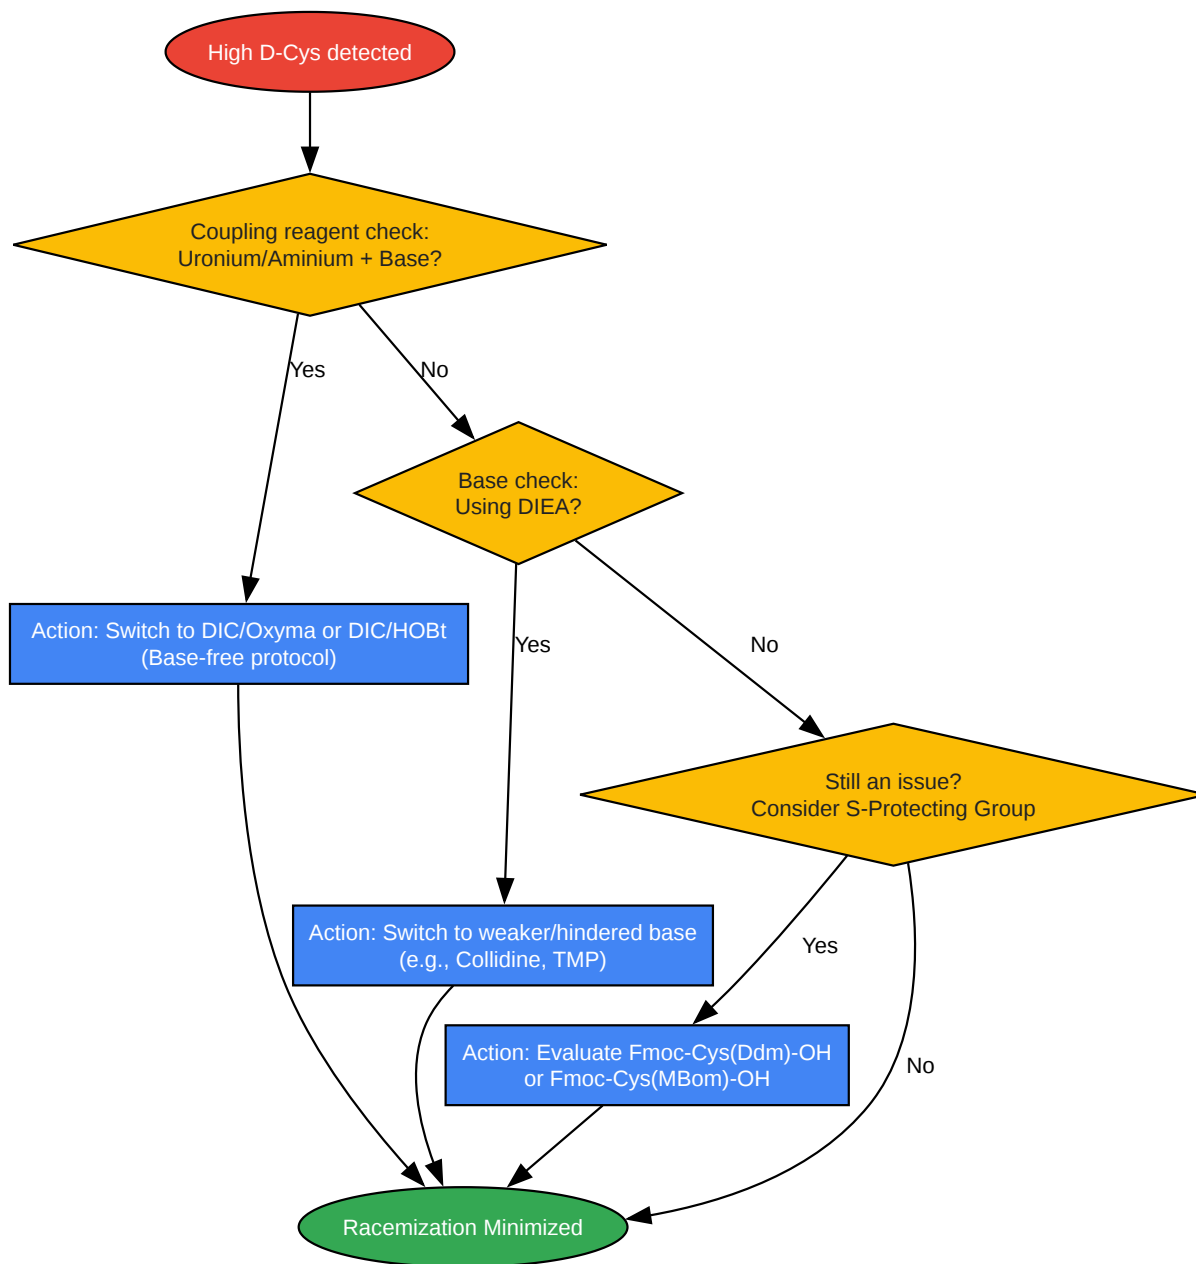 High D-Cys detected
Coupling reagent check:
Uronium/Aminium + Base?
Yes
No
Base check:
Using DIEA?
Action: Switch to DIC/Oxyma or DIC/HOBt
(Base-free protocol)
Yes
No
Still an issue?
Consider S-Protecting Group
Action: Switch to weaker/hindered base
(e.g., Collidine, TMP)
Yes
No
Action: Evaluate Fmoc-Cys(Ddm)-OH
or Fmoc-Cys(MBom)-OH
Racemization Minimized